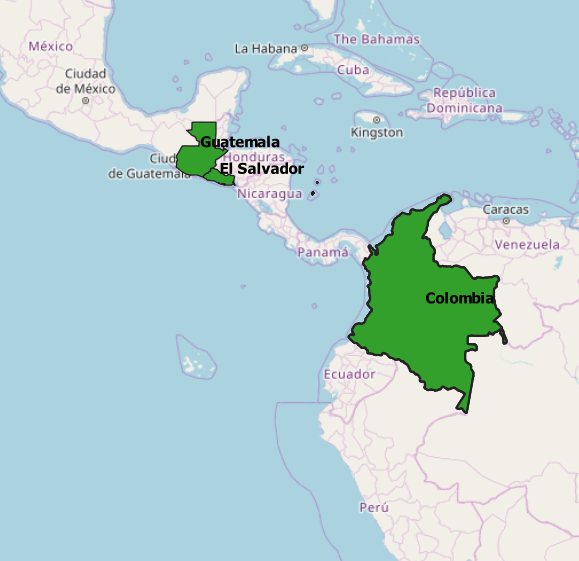 The Bahamas
México
La Habana
Cuba
Ciudad
de México
República
Dominicana
Kingston
Guatemala
Ciu
de Guatemala
Honduras
El Salvador
Nicaragua
Caracas
Panamá
Venezuela
Colombia
Ecuador
Perú